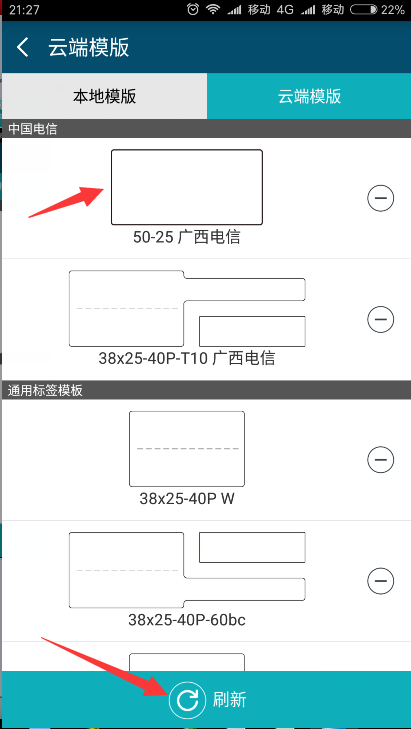 21:27 移动 4G 移动 22%
云端模版
本地模版 云端模版
中国电信
50-25 广西电信
38x25-40P-T10 广西电信
通用标签模板
38x25-40P W
38x25-40P-60bc
刷新